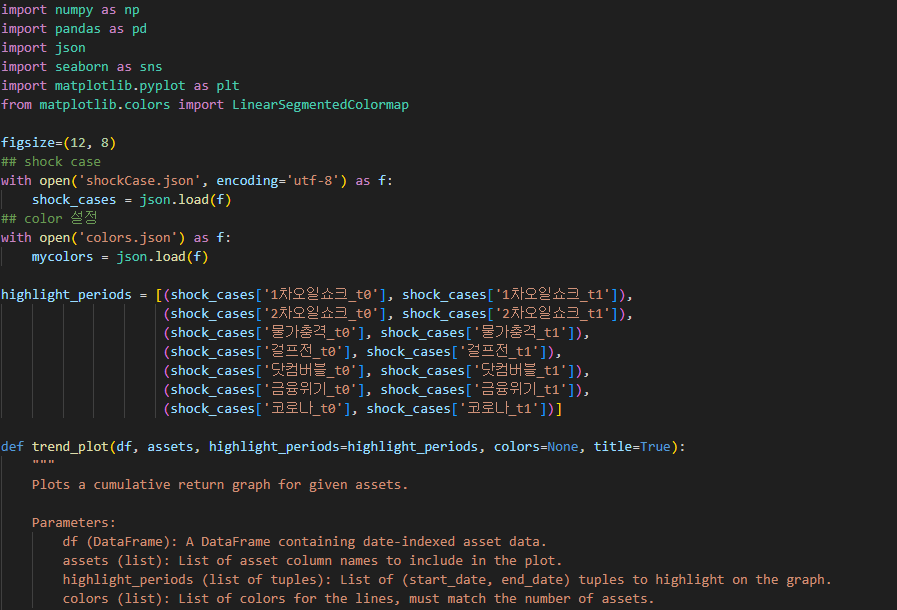 import numpy as np
import pandas as pd
import json
import seaborn as sns
import matplotlib.pyplot as plt
from matplotlib.colors import LinearSegmentedColormap

figsize=(12, 8)
## shock case
with open('shockCase.json', encoding='utf-8') as f:
    shock_cases = json.load(f)
## color 설정
with open('colors.json') as f:
    mycolors = json.load(f)

highlight_periods = [(shock_cases['1차오일쇼크_t0'], shock_cases['1차오일쇼크_t1']),
                     (shock_cases['2차오일쇼크_t0'], shock_cases['2차오일쇼크_t1']),
                     (shock_cases['물가충격_t0'], shock_cases['물가충격_t1']),
                     (shock_cases['걸프전_t0'], shock_cases['걸프전_t1']),
                     (shock_cases['닷컴버블_t0'], shock_cases['닷컴버블_t1']),
                     (shock_cases['금융위기_t0'], shock_cases['금융위기_t1']),
                     (shock_cases['코로나_t0'], shock_cases['코로나_t1'])]

def trend_plot(df, assets, highlight_periods=highlight_periods, colors=None, title=True):
    """
    Plots a cumulative return graph for given assets.

    Parameters:
        df (DataFrame): A DataFrame containing date-indexed asset data.
        assets (list): List of asset column names to include in the plot.
        highlight_periods (list of tuples): List of (start_date, end_date) tuples to highlight on the graph.
        colors (list): List of colors for the lines, must match the number of assets.